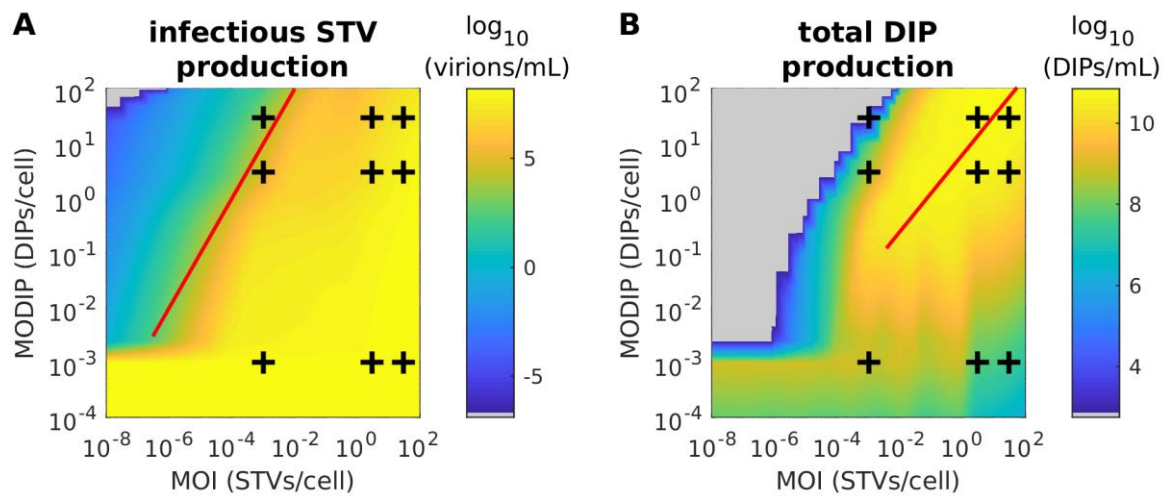 A
infectious STV
production
log10
(virions/mL)
10^2
10^1
10^0
10^-1
10^-2
10^-3
10^-4
MODIP (DIPs/cell)
10^-8 10^-6 10^-4 10^-2 10^0 10^2
MOI (STVs/cell)
5
0
-5
B
total DIP
production
log10
(DIPs/mL)
10^2
10^1
10^0
10^-1
10^-2
10^-3
10^-4
MODIP (DIPs/cell)
10^-8 10^-6 10^-4 10^-2 10^0 10^2
MOI (STVs/cell)
10
8
6
4